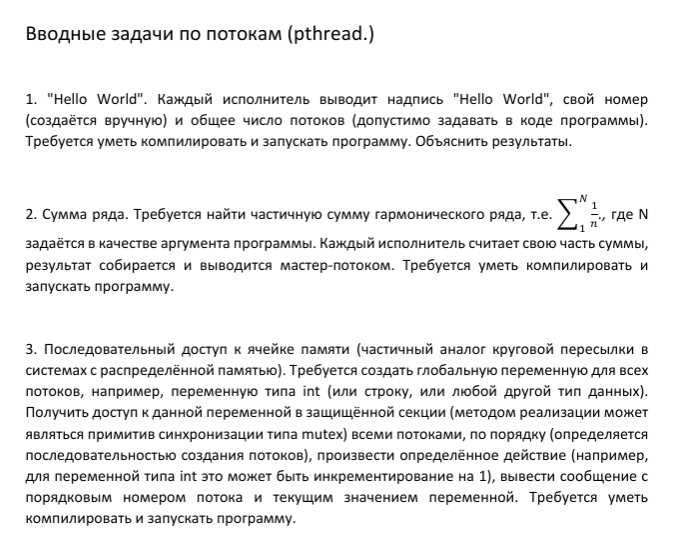 Вводные задачи по потокам (pthread.)
1. "Hello World". Каждый исполнитель выводит надпись "Hello World", свой номер
(создаётся вручную) и общее число потоков (допустимо задавать в коде программы).
Требуется уметь компилировать и запускать программу. Объяснить результаты.
2. Сумма ряда. Требуется найти частичную сумму гармонического ряда, т.е. ∑₁ᴺ 1/n., где N
задаётся в качестве аргумента программы. Каждый исполнитель считает свою часть суммы,
результат собирается и выводится мастер-потоком. Требуется уметь компилировать и
запускать программу.
3. Последовательный доступ к ячейке памяти (частичный аналог круговой пересылки в
системах с распределённой памятью). Требуется создать глобальную переменную для всех
потоков, например, переменную типа int (или строку, или любой другой тип данных).
Получить доступ к данной переменной в защищённой секции (методом реализации может
являться примитив синхронизации типа mutex) всеми потоками, по порядку (определяется
последовательностью создания потоков), произвести определённое действие (например,
для переменной типа int это может быть инкрементирование на 1), вывести сообщение с
порядковым номером потока и текущим значением переменной. Требуется уметь
компилировать и запускать программу.